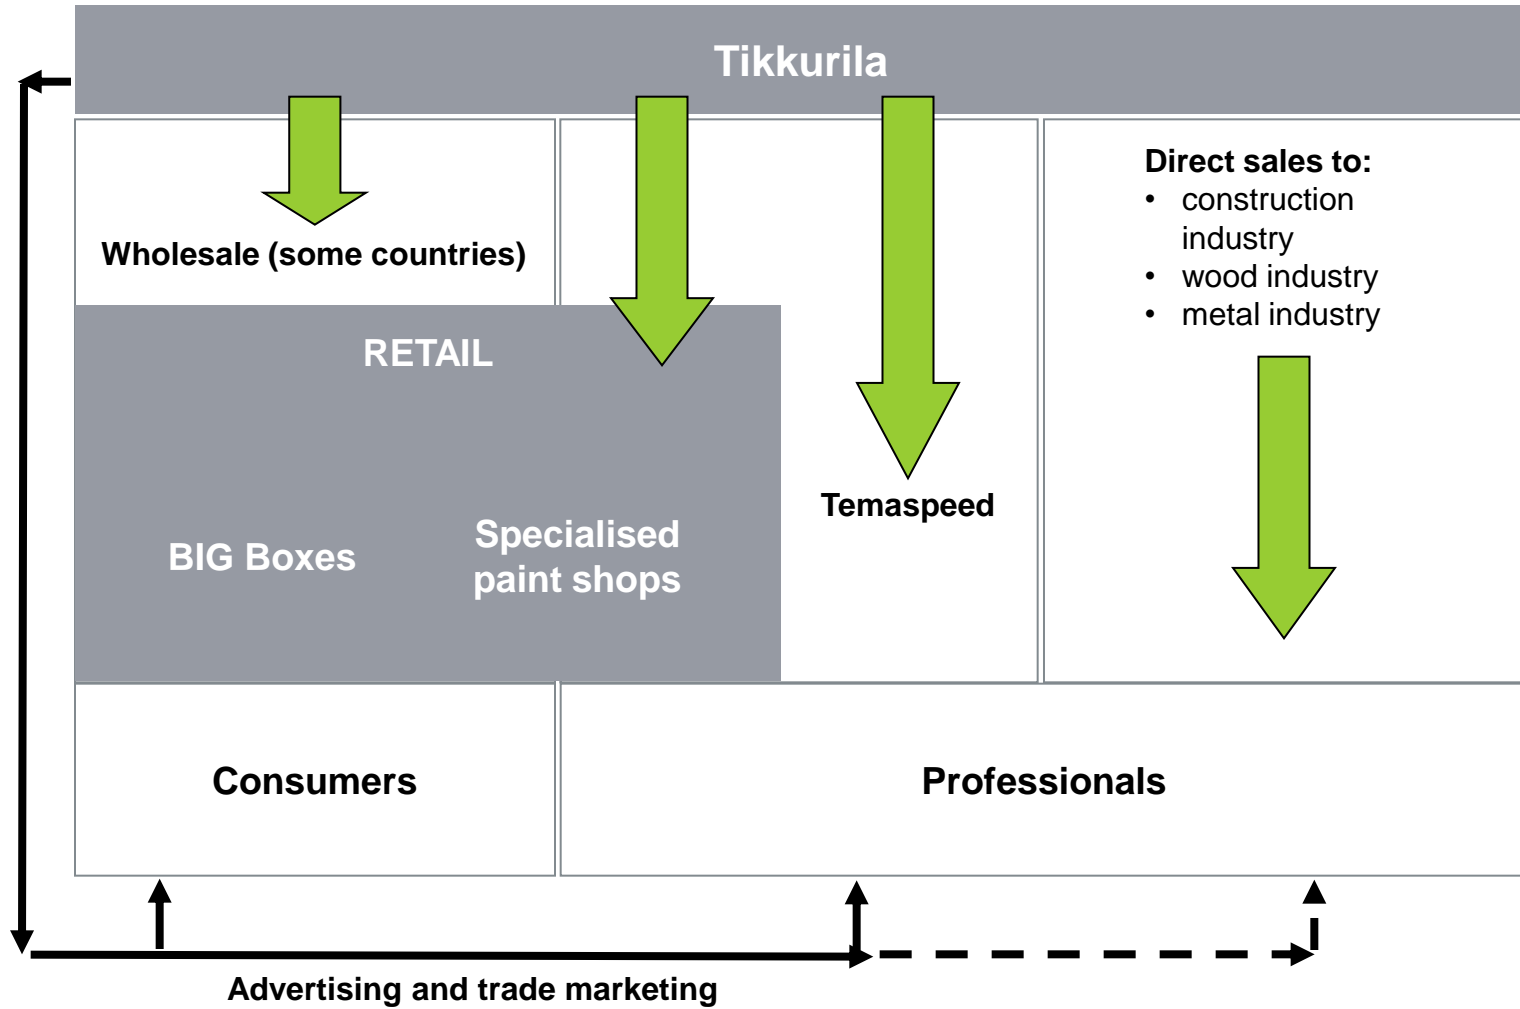 Tikkurila
Wholesale (some countries)
RETAIL
BIG Boxes
Specialised
paint shops
Temaspeed
Direct sales to:
• construction
industry
• wood industry
• metal industry
Consumers
Professionals
Advertising and trade marketing